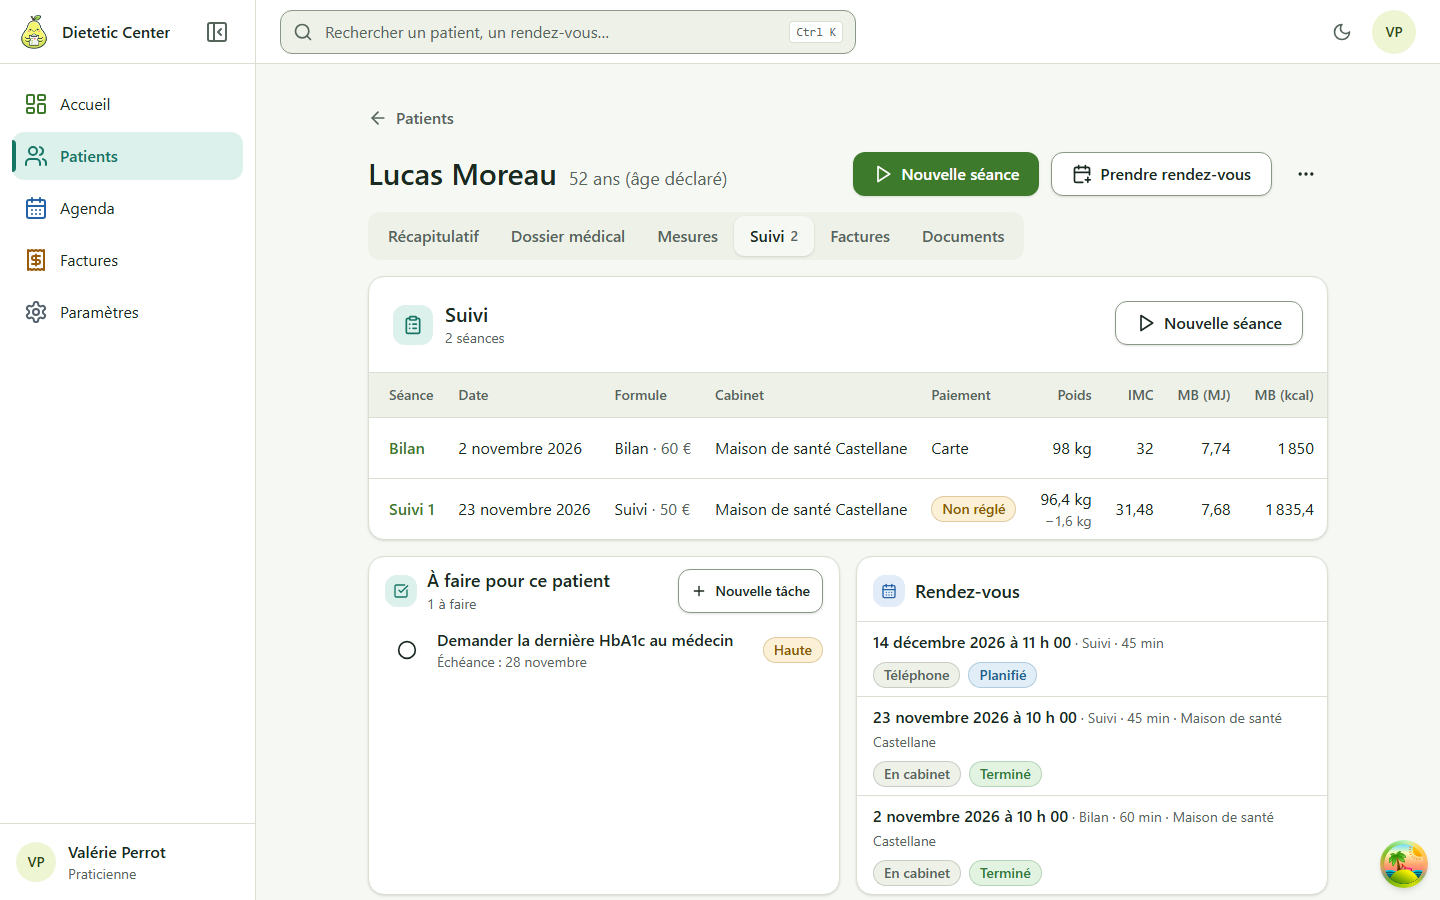 Dietetic Center
Rechercher un patient, un rendez-vous...
Ctrl K
VP
Accueil
Patients
Agenda
Factures
Paramètres
Valérie Perrot
Praticienne
VP
Patients
Lucas Moreau 52 ans (âge déclaré)
Nouvelle séance
Prendre rendez-vous
Récapitulatif Dossier médical Mesures Suivi 2 Factures Documents
Suivi
2 séances
Nouvelle séance
Séance Date Formule Cabinet Paiement Poids IMC MB (MJ) MB (kcal)
Bilan 2 novembre 2026 Bilan · 60 € Maison de santé Castellane Carte 98 kg 32 7,74 1 850
Suivi 1 23 novembre 2026 Suivi · 50 € Maison de santé Castellane Non réglé 96,4 kg 31,48 7,68 1 835,4
−1,6 kg
À faire pour ce patient
1 à faire
Nouvelle tâche
Demander la dernière HbA1c au médecin
Échéance : 28 novembre
Haute
Rendez-vous
14 décembre 2026 à 11 h 00 · Suivi · 45 min
Téléphone Planifié
23 novembre 2026 à 10 h 00 · Suivi · 45 min · Maison de santé
Castellane
En cabinet Terminé
2 novembre 2026 à 10 h 00 · Bilan · 60 min · Maison de santé
Castellane
En cabinet Terminé